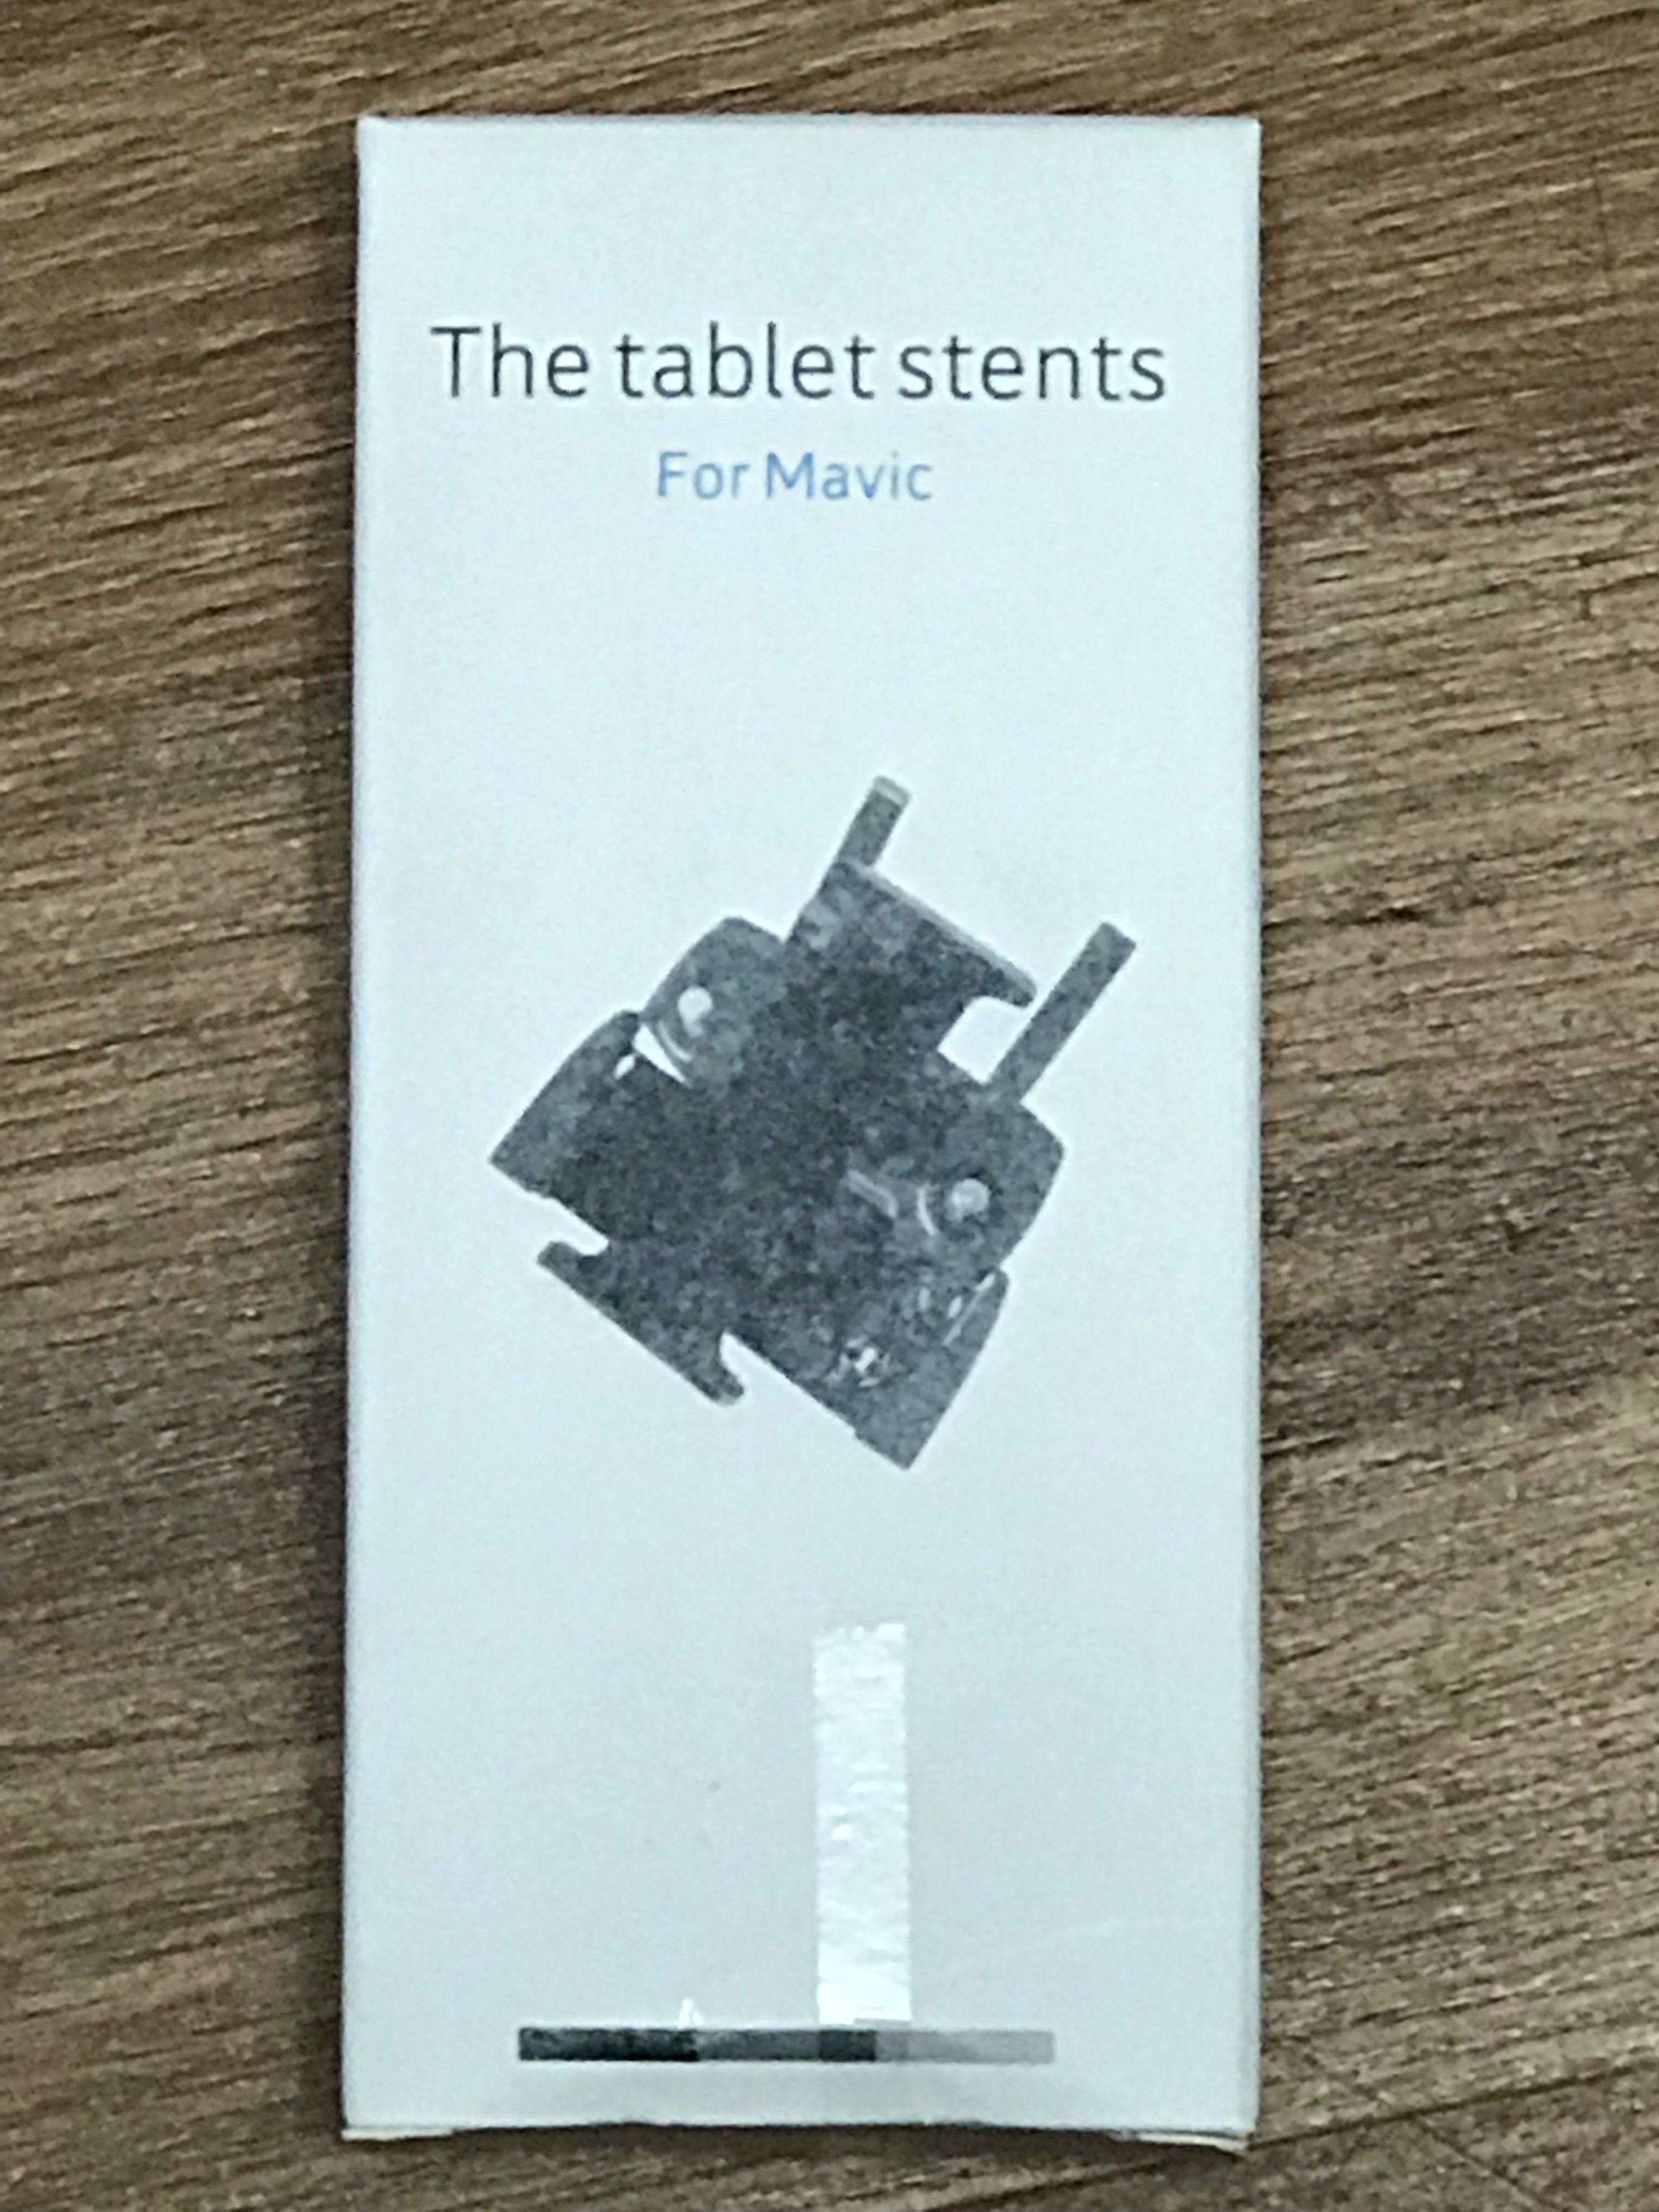 The tablet stents
For Mavic